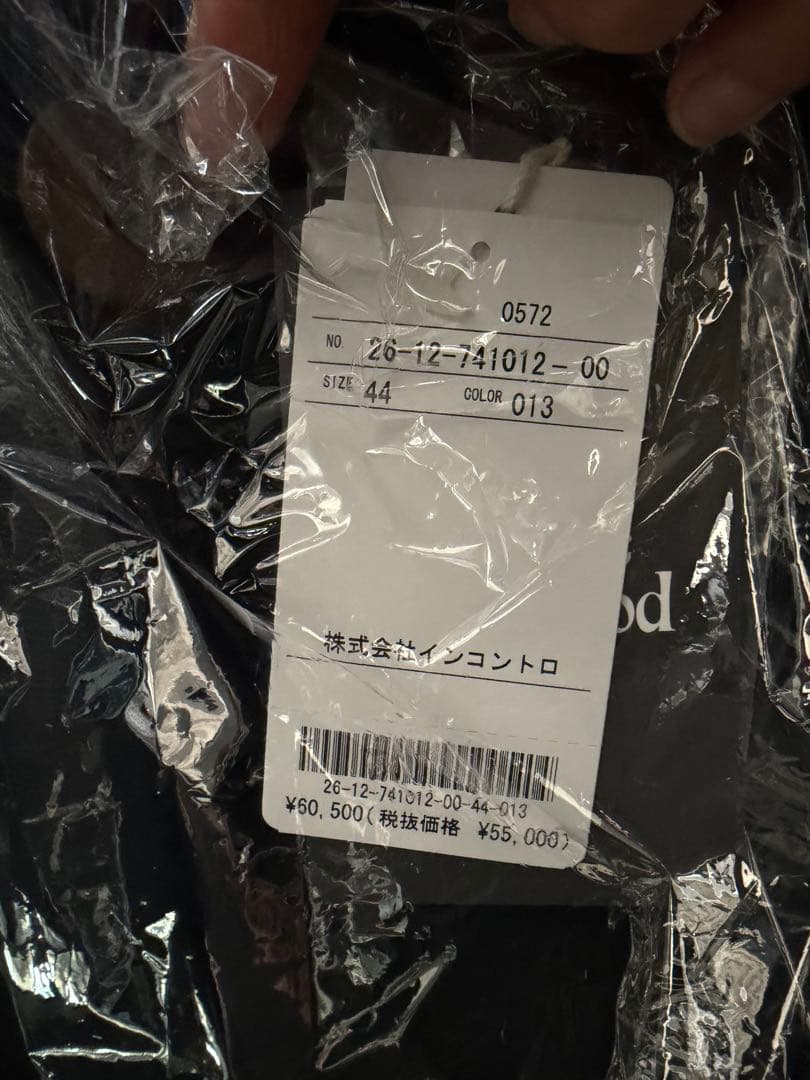 0572
NO. 26-12-741012-00
SIZE 44 COLOR 013
od
株式会社インコントロ
26-12-741012-00-44-013
¥60,500(税抜価格 ¥55,000)